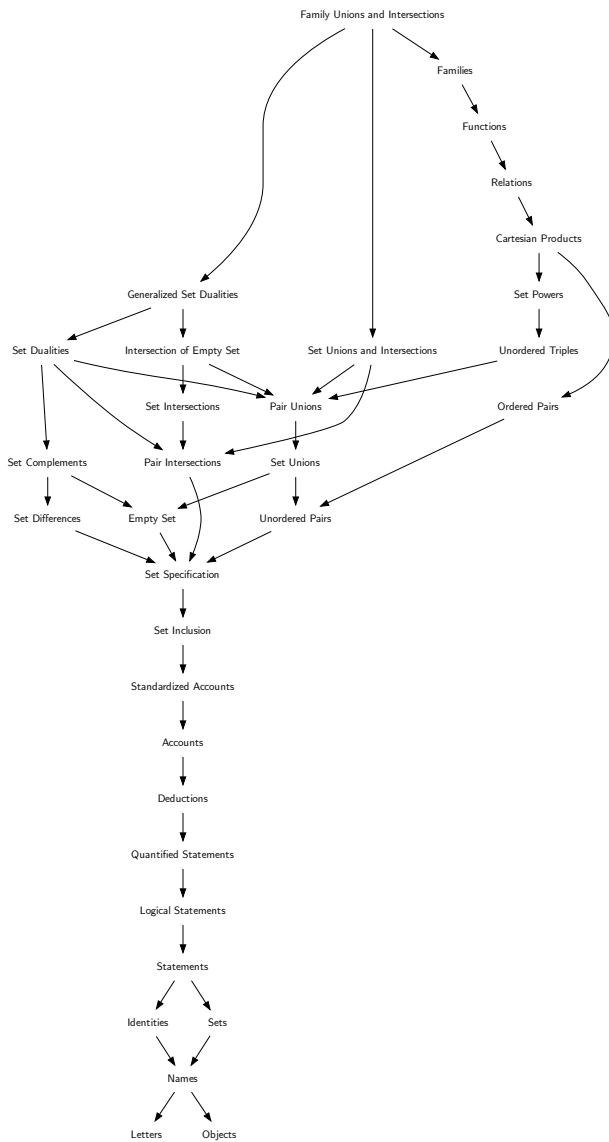 Family Unions and Intersections
Families
Functions
Relations
Cartesian Products
Generalized Set Dualities
Set Powers
Set Dualities
Intersection of Empty Set
Set Unions and Intersections
Unordered Triples
Set Intersections
Pair Unions
Ordered Pairs
Set Complements
Pair Intersections
Set Unions
Set Differences
Empty Set
Unordered Pairs
Set Specification
Set Inclusion
Standardized Accounts
Accounts
Deductions
Quantified Statements
Logical Statements
Statements
Identities
Sets
Names
Letters
Objects